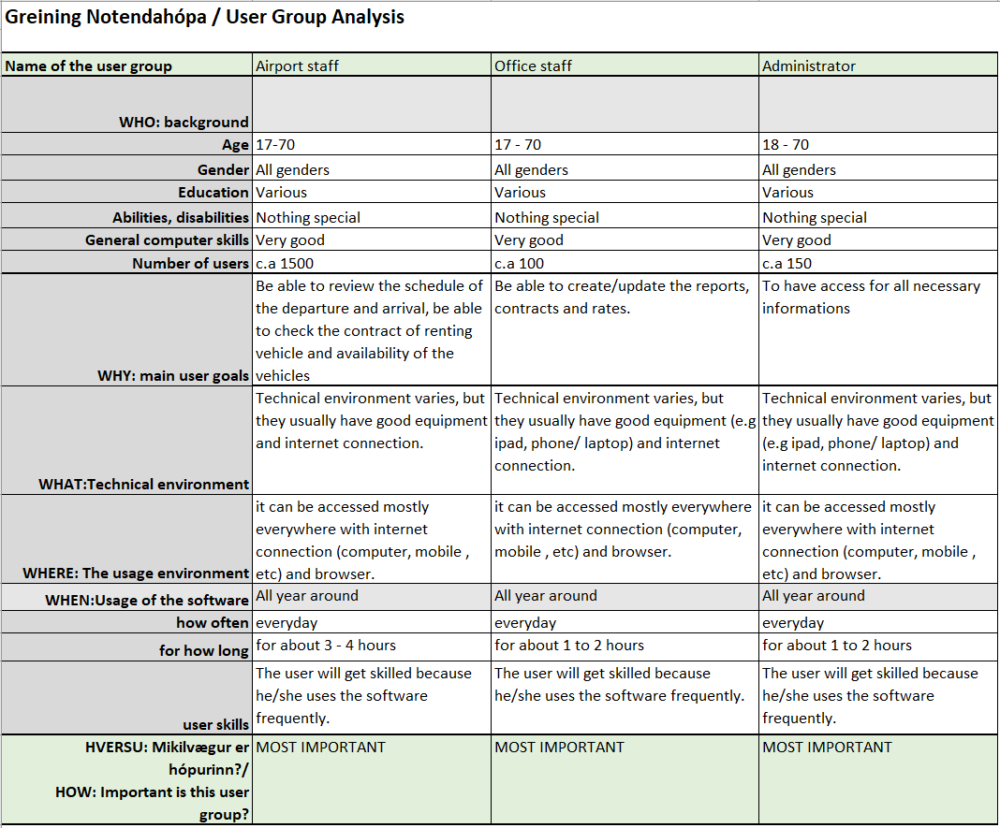 Greining Notendahópa / User Group Analysis
Name of the user group Airport staff Office staff Administrator
WHO: background
Age 17-70 17 - 70 18 - 70
Gender All genders All genders All genders
Education Various Various Various
Abilities, disabilities Nothing special Nothing special Nothing special
General computer skills Very good Very good Very good
Number of users c.a 1500 c.a 100 c.a 150
WHY: main user goals
Be able to review the schedule of
the departure and arrival, be able
to check the contract of renting
vehicle and availability of the
vehicles
Be able to create/update the reports,
contracts and rates.
To have access for all necessary
informations
WHAT:Technical environment
Technical environment varies, but
they usually have good equipment
and internet connection.
Technical environment varies, but
they usually have good equipment (e.g
ipad, phone/ laptop) and internet
connection.
Technical environment varies, but
they usually have good equipment
(e.g ipad, phone/ laptop) and
internet connection.
WHERE: The usage environment
it can be accessed mostly
everywhere with internet
connection (computer, mobile ,
etc) and browser.
it can be accessed mostly everywhere
with internet connection (computer,
mobile , etc) and browser.
it can be accessed mostly
everywhere with internet
connection (computer, mobile ,
etc) and browser.
WHEN:Usage of the software All year around All year around All year around
how often everyday everyday everyday
for how long for about 3 - 4 hours for about 1 to 2 hours for about 1 to 2 hours
user skills
The user will get skilled because
he/she uses the software
frequently.
The user will get skilled because
he/she uses the software frequently.
The user will get skilled because
he/she uses the software
frequently.
HVERSU: Mikilvægur er
hópurinn?/
HOW: Important is this user
group?
MOST IMPORTANT MOST IMPORTANT MOST IMPORTANT